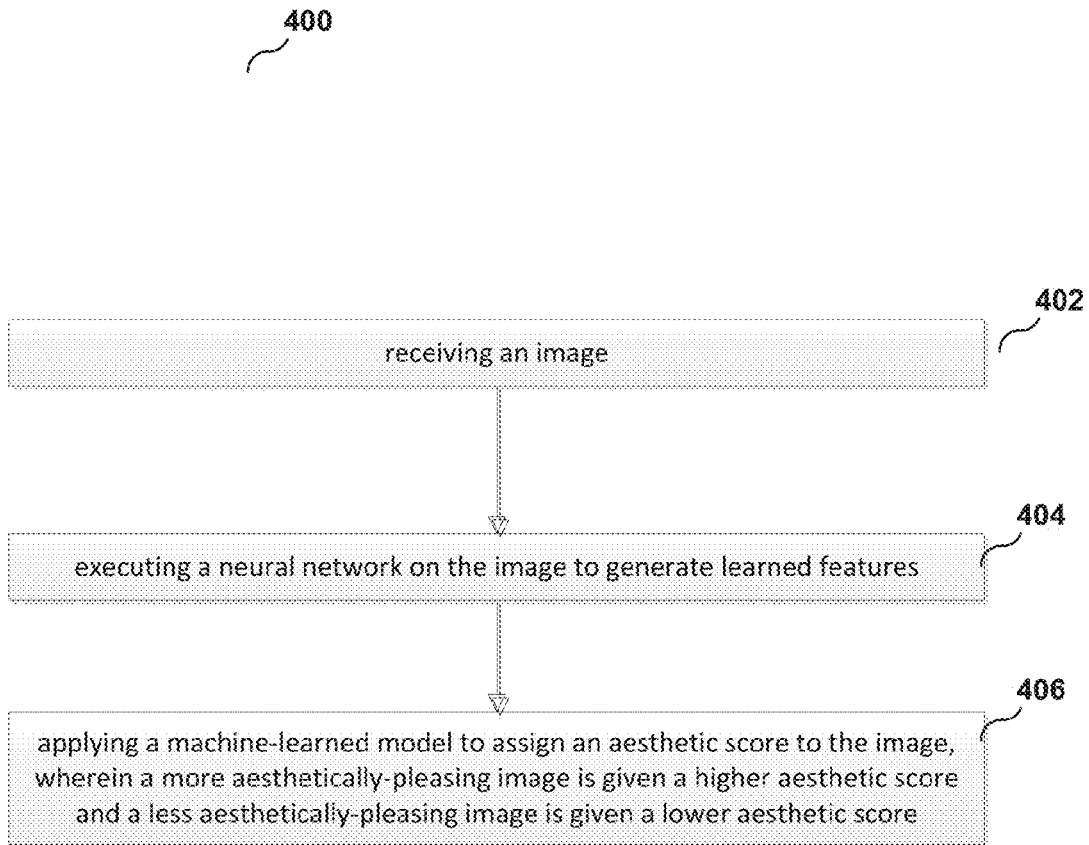 400
402
receiving an image
404
executing a neural network on the image to generate learned features
406
applying a machine-learned model to assign an aesthetic score to the image,
wherein a more aesthetically-pleasing image is given a higher aesthetic score
and a less aesthetically-pleasing image is given a lower aesthetic score